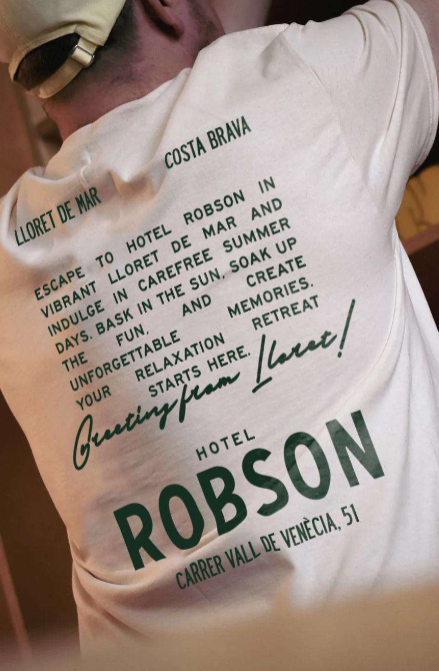 LLORET DE MAR COSTA BRAVA
ESCAPE TO HOTEL ROBSON IN
VIBRANT LLORET DE MAR AND
INDULGE IN CAREFREE SUMMER
DAYS. BASK IN THE SUN, SOAK UP
THE FUN, AND CREATE
UNFORGETTABLE MEMORIES.
YOUR RELAXATION RETREAT
STARTS HERE.
Greeting from Lloret!
HOTEL
ROBSON
CARRER VALL DE VENÈCIA, 51